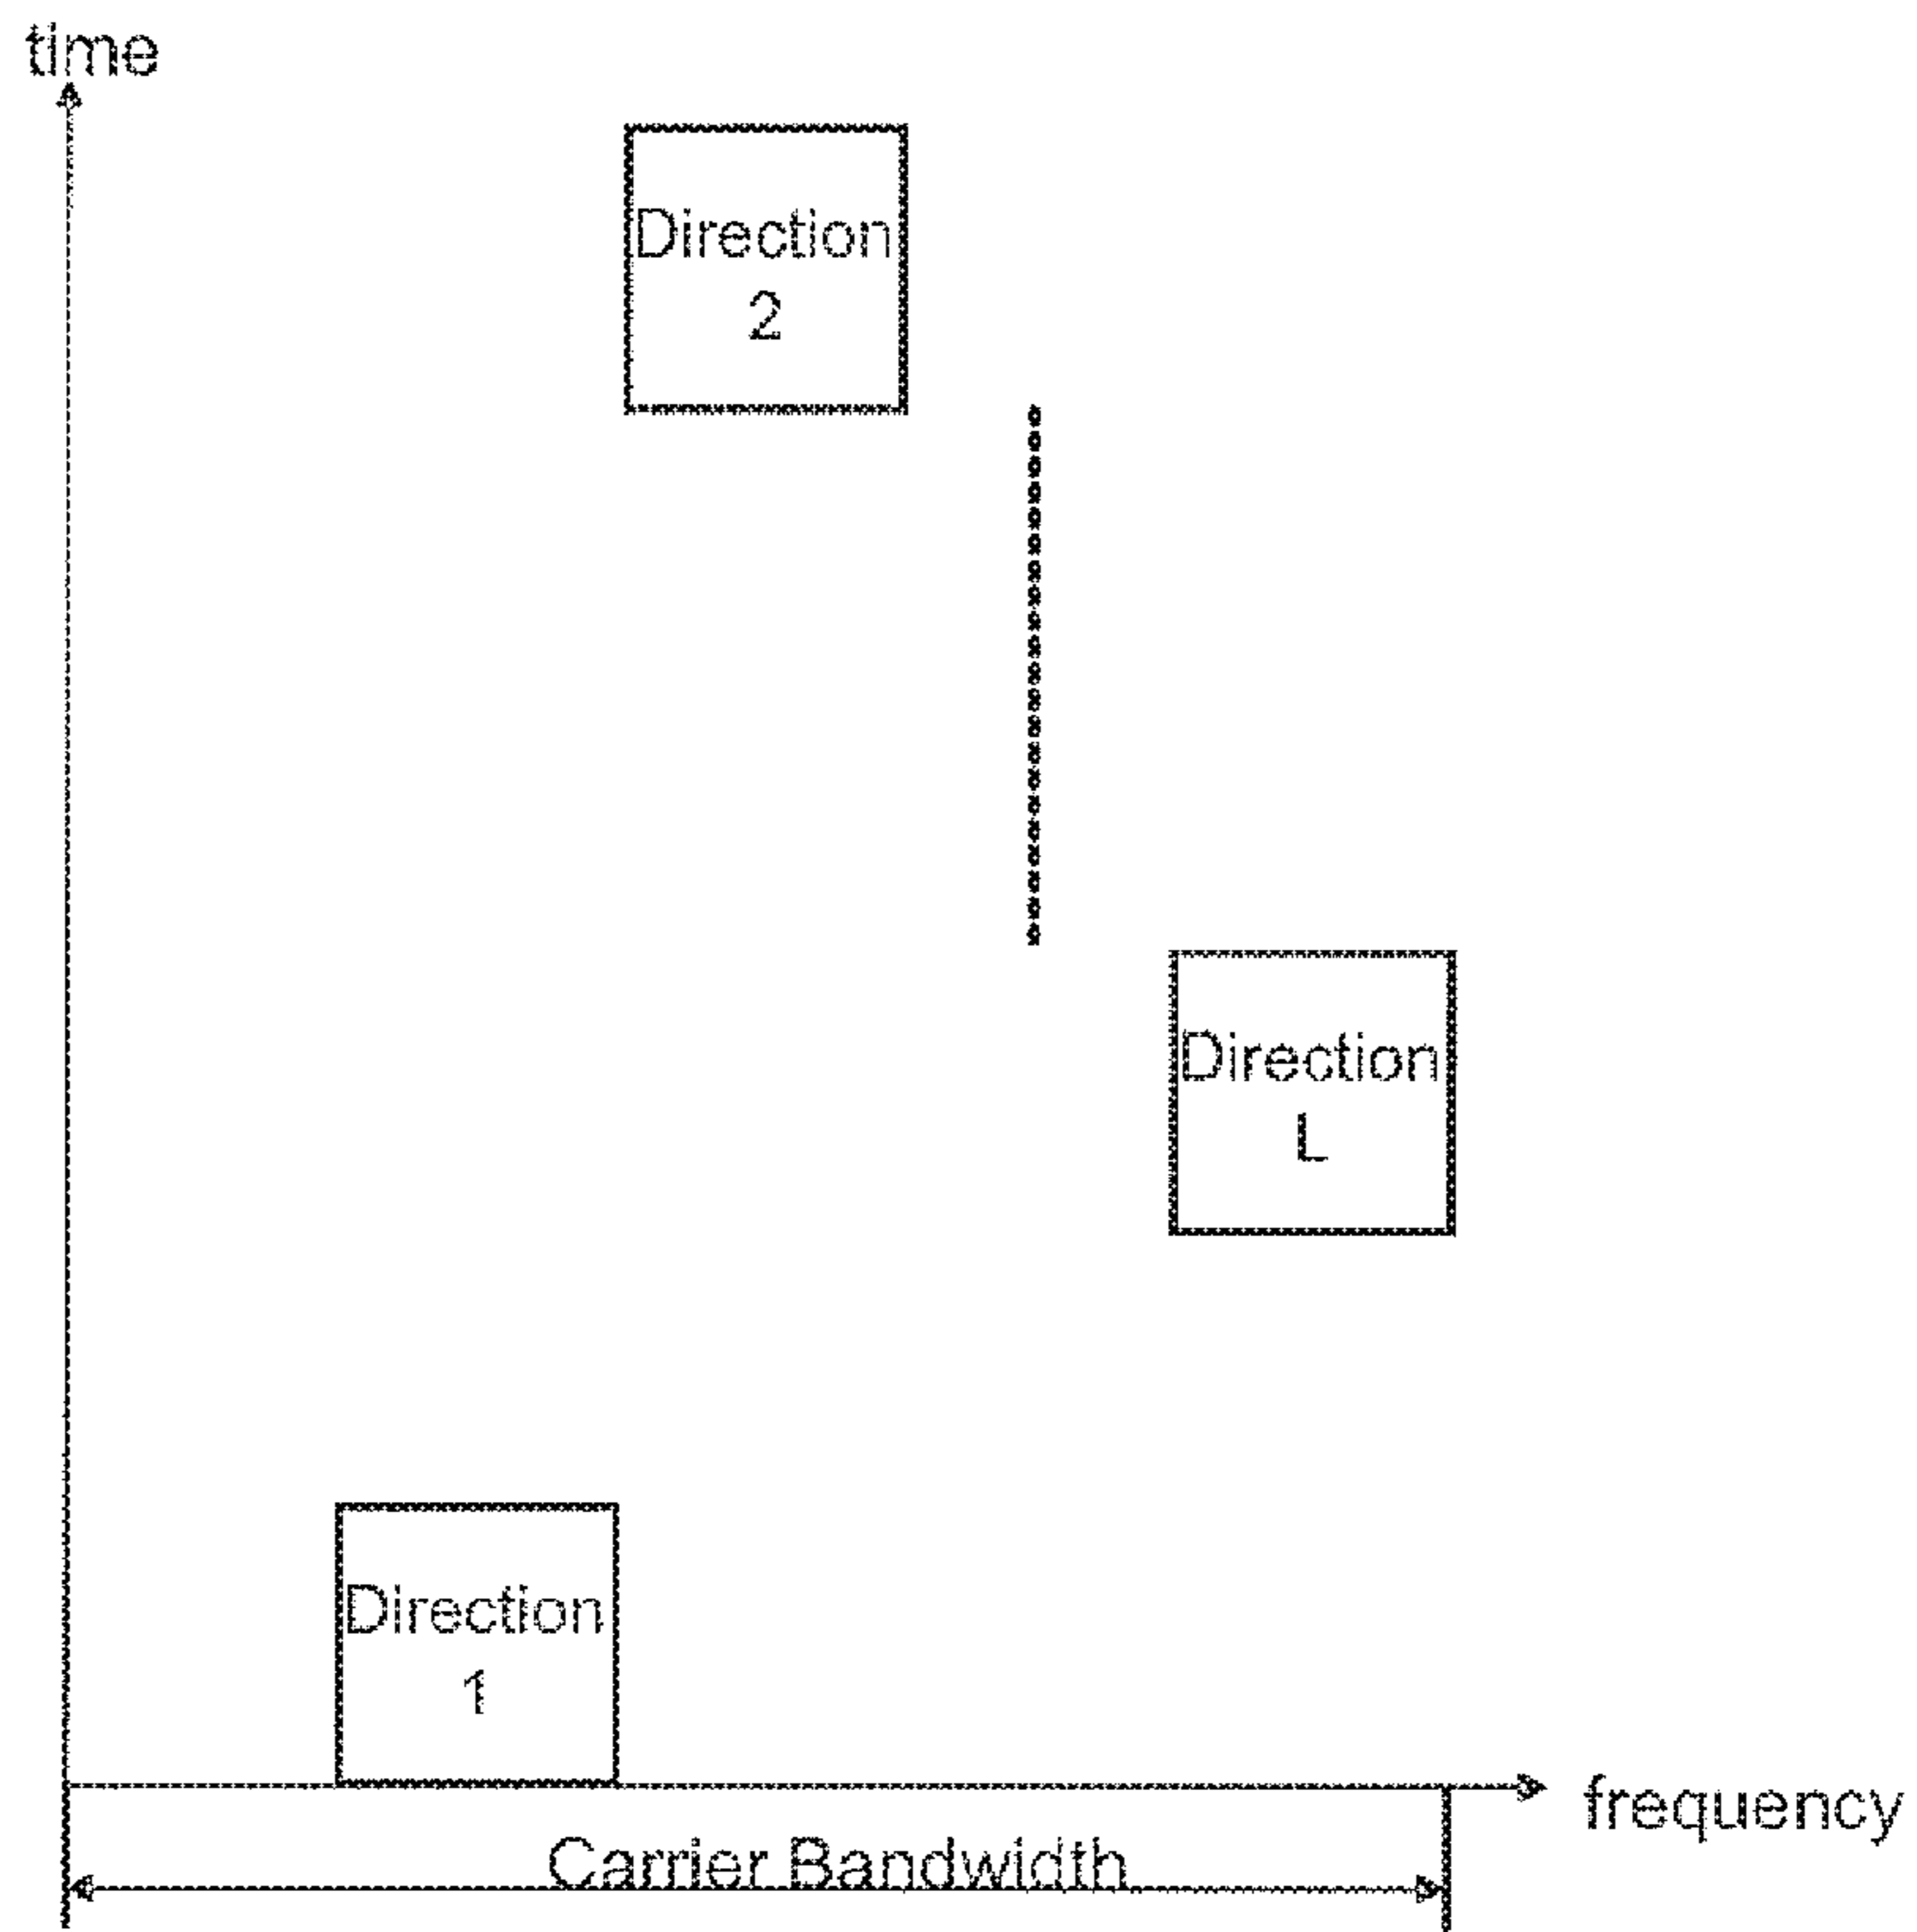 time
Direction
2
Direction
L
Direction
1
frequency
Carrier Bandwidth